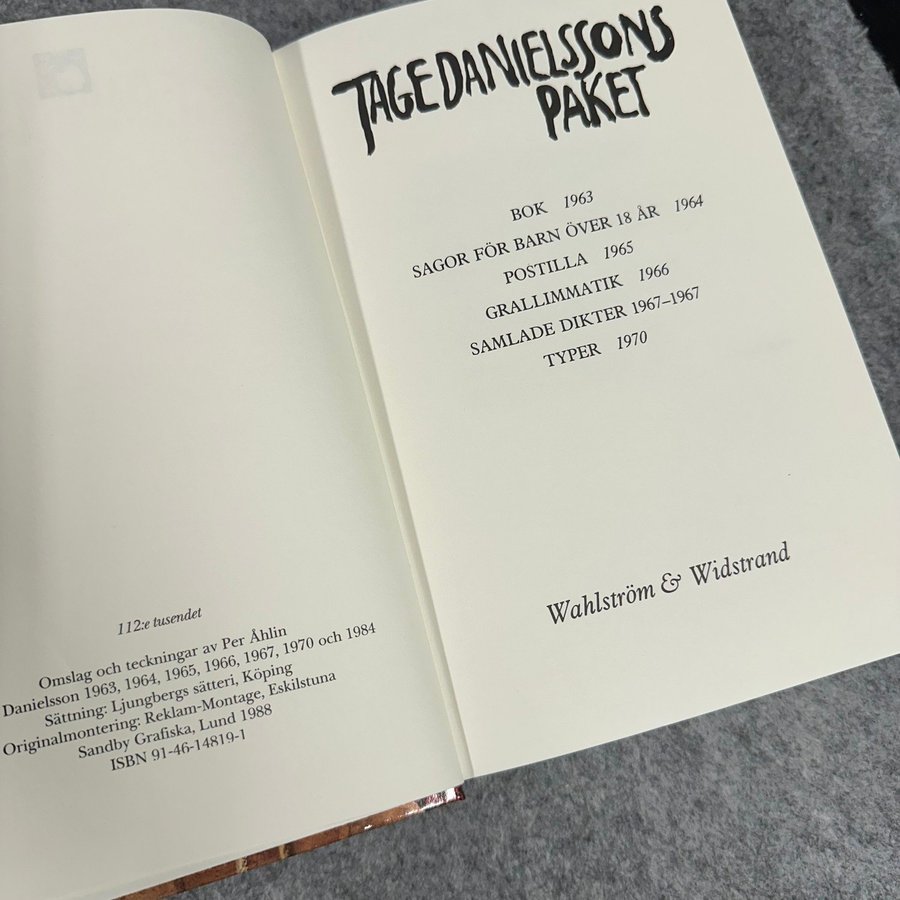 112:e tusendet
Omslag och teckningar av Per Åhlin
Danielsson 1963, 1964, 1965, 1966, 1967, 1970 och 1984
Sättning: Ljungbergs sätteri, Köping
Originalmontering: Reklam-Montage, Eskilstuna
Sandby Grafiska, Lund 1988
ISBN 91-46-14819-1
TAGE DANIELSSONS
PAKET
BOK 1963
SAGOR FÖR BARN ÖVER 18 ÅR 1964
POSTILLA 1965
GRALLIMMATIK 1966
SAMLADE DIKTER 1967–1967
TYPER 1970
Wahlström & Widstrand